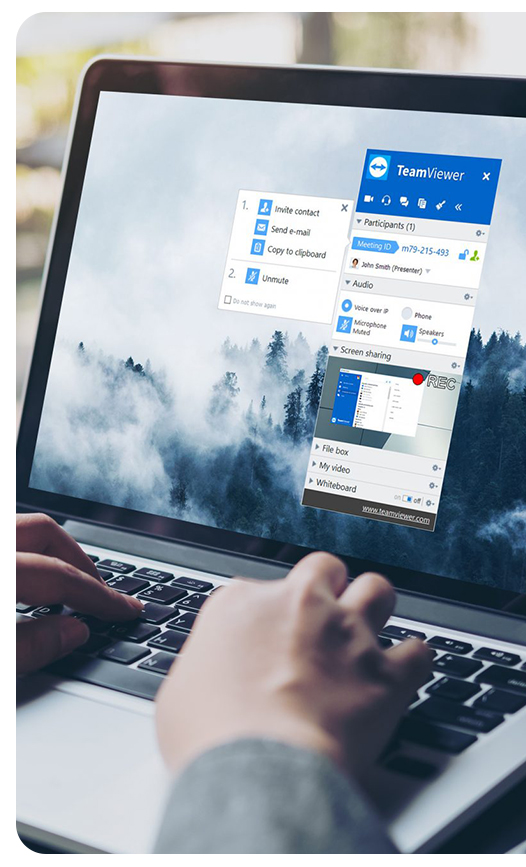 TeamViewer
1.
Invite contact
Send e-mail
Copy to clipboard
2.
Unmute
Do not show again
Participants (1)
Meeting ID m79-215-493
John Smith (Presenter)
Audio
Voice over IP Phone
Microphone Muted Speakers
Screen sharing
REC
File box
My video
Whiteboard
on off
www.teamviewer.com